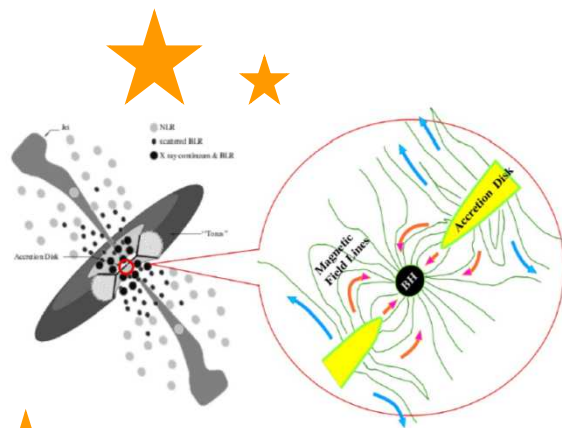 Jet
NLR
scattered BLR
X ray continuum & BLR
"Torus"
Accretion Disk
Magnetic
Field Lines
Accretion Disk
BH